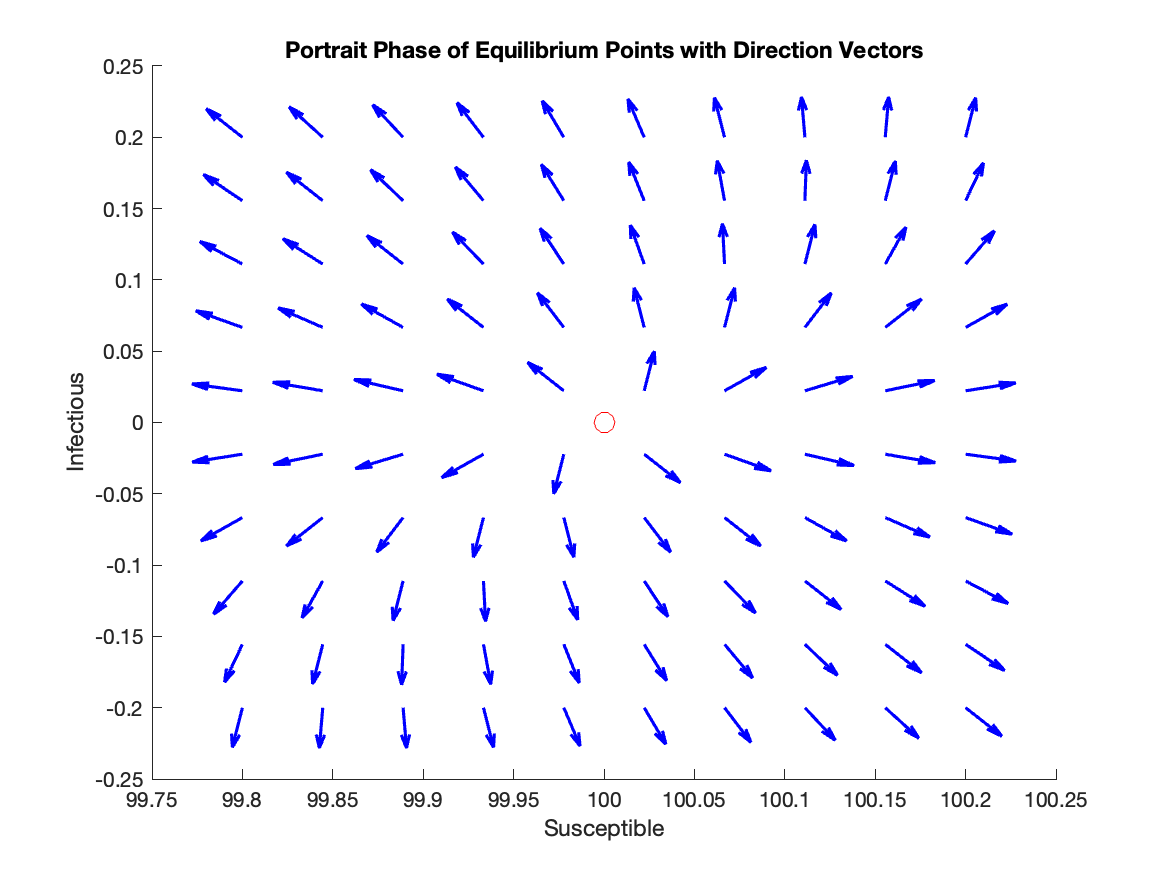 Portrait Phase of Equilibrium Points with Direction Vectors
0.25
0.2
0.15
0.1
0.05
0
-0.05
-0.1
-0.15
-0.2
-0.25
Infectious
99.75 99.8 99.85 99.9 99.95 100 100.05 100.1 100.15 100.2 100.25
Susceptible